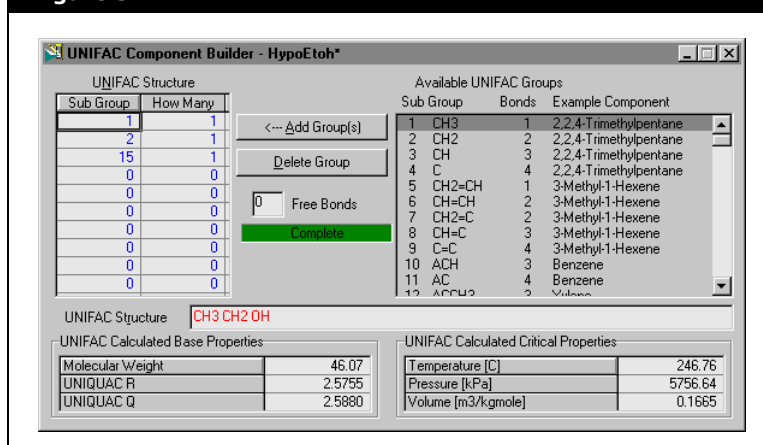 UNIFAC Component Builder - HypoEtoh*
UNIFAC Structure
Sub Group How Many
1 1
2 1
15 1
0 0
0 0
0 0
0 0
0 0
0 0
0 0
<--- Add Group(s)
Delete Group
0 Free Bonds
Complete
Available UNIFAC Groups
Sub Group Bonds Example Component
1 CH3 1 2,2,4-Trimethylpentane
2 CH2 2 2,2,4-Trimethylpentane
3 CH 3 2,2,4-Trimethylpentane
4 C 4 2,2,4-Trimethylpentane
5 CH2=CH 1 3-Methyl-1-Hexene
6 CH=CH 2 3-Methyl-1-Hexene
7 CH2=C 2 3-Methyl-1-Hexene
8 CH=C 3 3-Methyl-1-Hexene
9 C=C 4 3-Methyl-1-Hexene
10 ACH 3 Benzene
11 AC 4 Benzene
UNIFAC Structure CH3 CH2 OH
UNIFAC Calculated Base Properties
Molecular Weight 46.07
UNIQUAC R 2.5755
UNIQUAC Q 2.5880
UNIFAC Calculated Critical Properties
Temperature [C] 246.76
Pressure [kPa] 5756.64
Volume [m3/kgmole] 0.1665